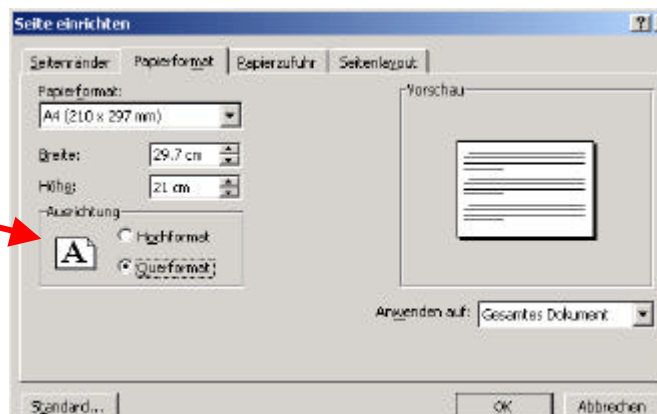 Seite einrichten
Seitenränder Papierformat Papierzufuhr Seitenlayout
Papierformat:
A4 (210 x 297 mm)
Breite: 29.7 cm
Höhe: 21 cm
Ausrichtung
A
Hochformat
Querformat
Vorschau
Anwenden auf: Gesamtes Dokument
Standard... OK Abbrechen